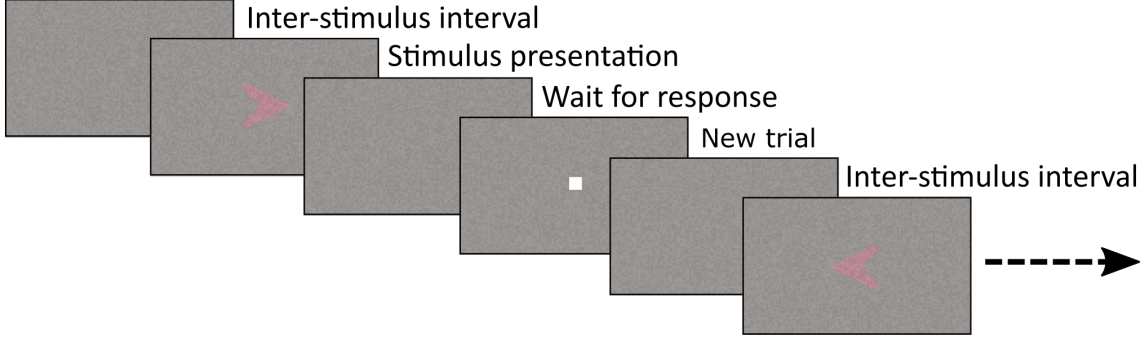 Inter-stimulus interval
Stimulus presentation
Wait for response
New trial
Inter-stimulus interval